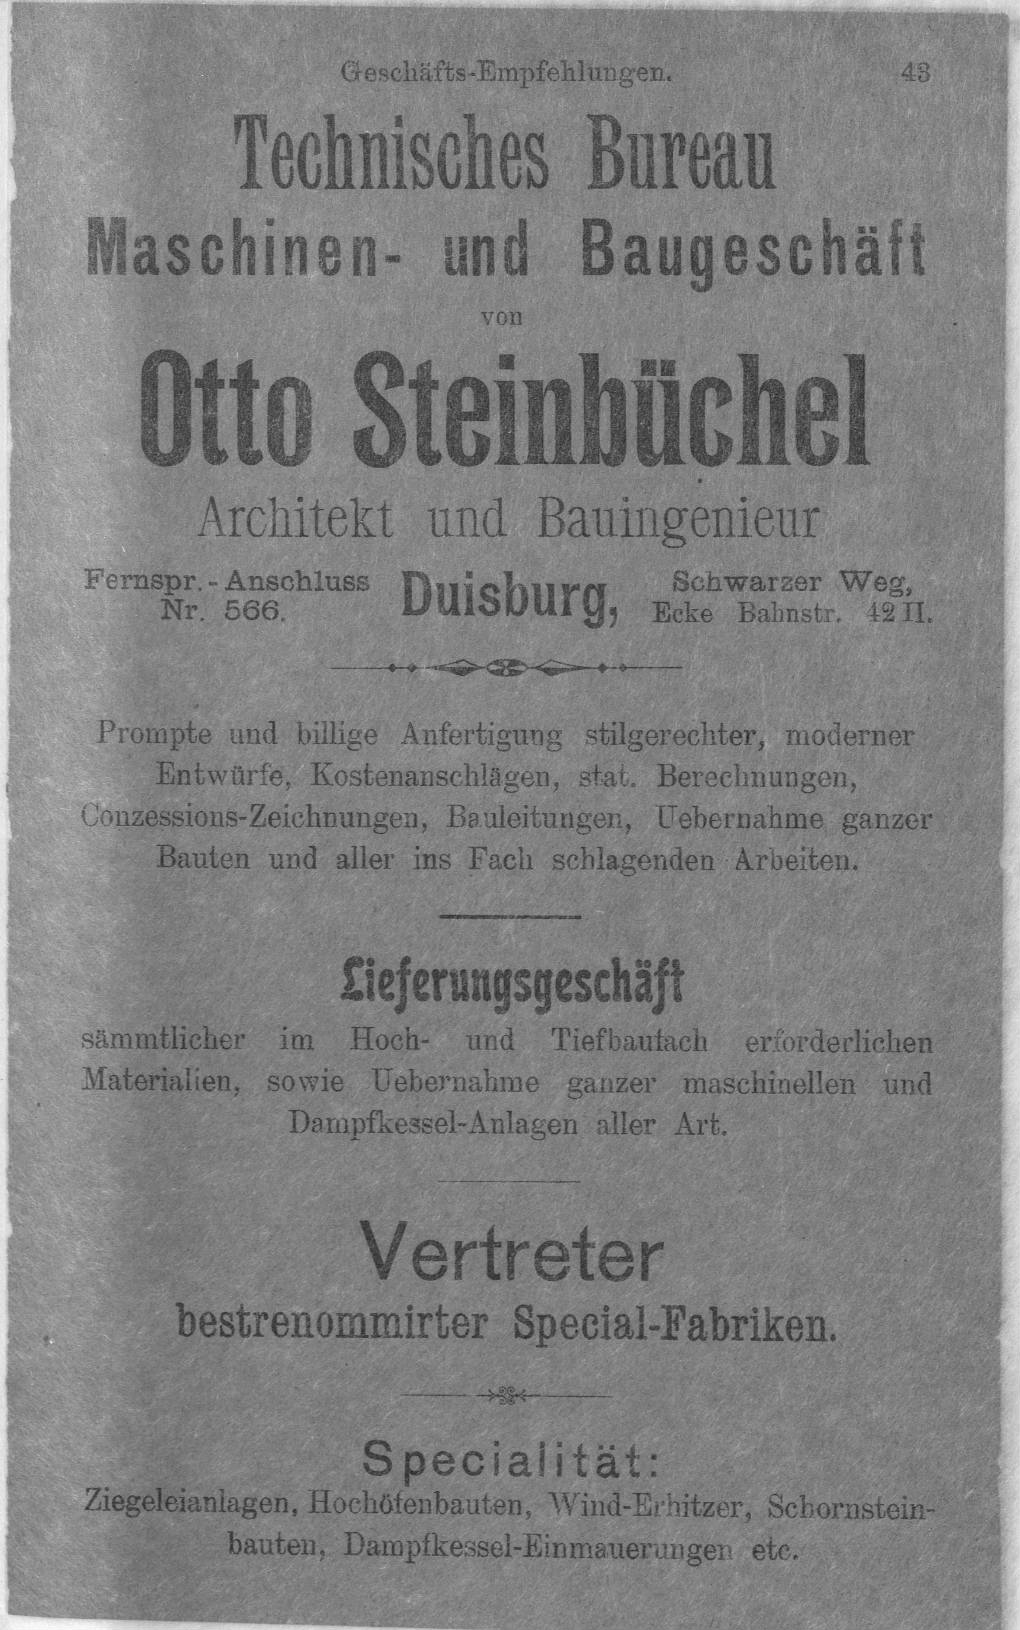 Geschäfts-Empfehlungen. 43
Technisches Bureau
Maschinen- und Baugeschäft
von
Otto Steinbüchel
Architekt und Bauingenieur
Fernspr.-Anschluss
Nr. 566.
Duisburg,
Schwarzer Weg,
Ecke Bahnstr. 42 II.
Prompte und billige Anfertigung stilgerechter, moderner
Entwürfe, Kostenanschlägen, stat. Berechnungen,
Conzessions-Zeichnungen, Bauleitungen, Uebernahme ganzer
Bauten und aller ins Fach schlagenden Arbeiten.
Lieferungsgeschäft
sämmtlicher im Hoch- und Tiefbaufach erforderlichen
Materialien, sowie Uebernahme ganzer maschinellen und
Dampfkessel-Anlagen aller Art.
Vertreter
bestrenommirter Special-Fabriken.
Specialität:
Ziegeleianlagen, Hochöfenbauten, Wind-Erhitzer, Schornstein-
bauten, Dampfkessel-Einmauerungen etc.